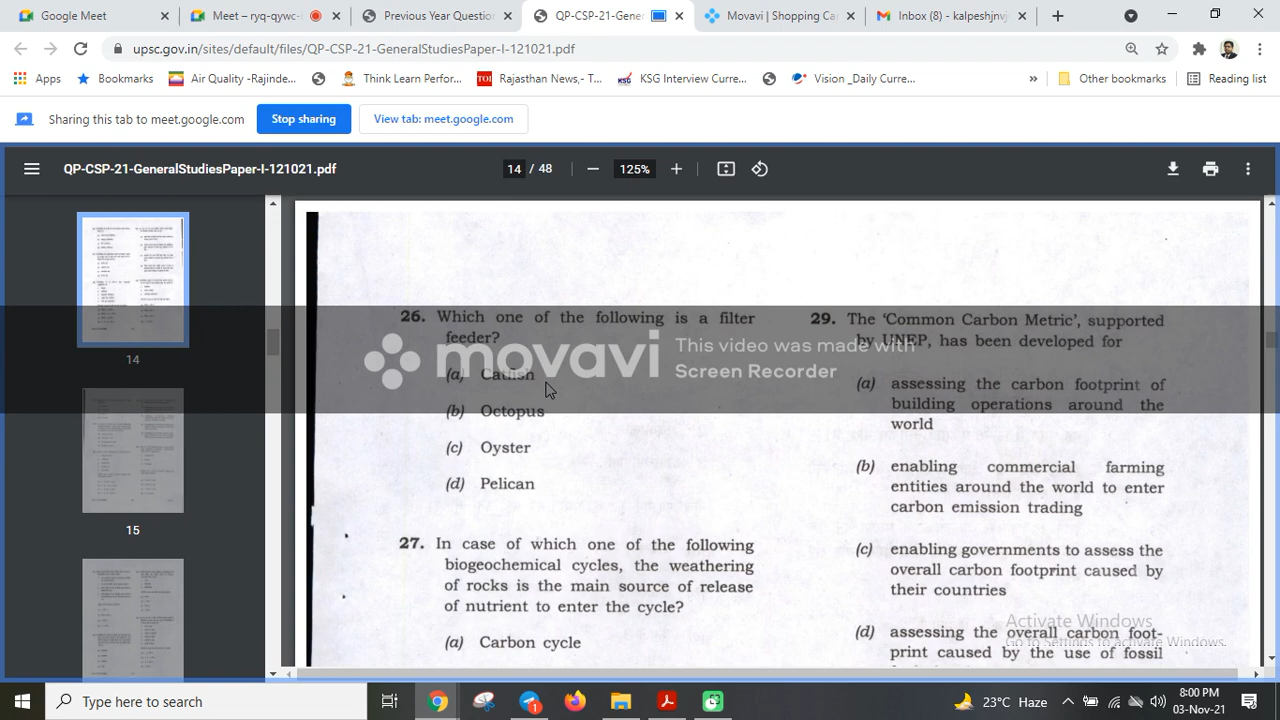 Google Meet
Meet – ryq-qywc-
Previous Year Question
QP-CSP-21-Gene
Movavi | Shopping Ca
Inbox (8) - kalpeshjnvj
upsc.gov.in/sites/default/files/QP-CSP-21-GeneralStudiesPaper-I-121021.pdf
Apps
Bookmarks
Air Quality -Rajinde...
Think Learn Perfor...
TOI
Rajasthan News,- T...
KSG
KSG Interview Curre...
Vision _Daily Curre...
»
Other bookmarks
Reading list
Sharing this tab to meet.google.com
Stop sharing
View tab: meet.google.com
QP-CSP-21-GeneralStudiesPaper-I-121021.pdf
14 / 48
125%
14
15
26. Which one of the following is a filter
feeder?
(a) Catfish
(b) Octopus
(c) Oyster
(d) Pelican
27. In case of which one of the following
biogeochemical cycles, the weathering
of rocks is the main source of release
of nutrient to enter the cycle?
(a) Carbon cycle
29. The ‘Common Carbon Metric’, supported
by UNEP, has been developed for
(a) assessing the carbon footprint of
building operations around the
world
(b) enabling commercial farming
entities around the world to enter
carbon emission trading
(c) enabling governments to assess the
overall carbon footprint caused by
their countries
(d) assessing the overall carbon foot-
print caused by the use of fossil
movavi
This video was made with
Screen Recorder
Activate Windows
Go to Settings to activate Windows.
Type here to search
1
23°C Haze
8:00 PM
03-Nov-21